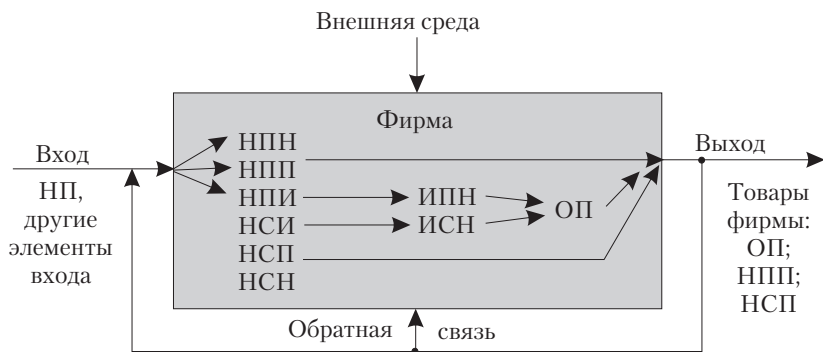 Внешняя среда
Фирма
Вход
НП,
другие
элементы
входа
НПН
НПП
НПИ
НСИ
НСП
НСН
ИПН
ИСН
ОП
Выход
Товары
фирмы:
ОП;
НПП;
НСП
Обратная связь